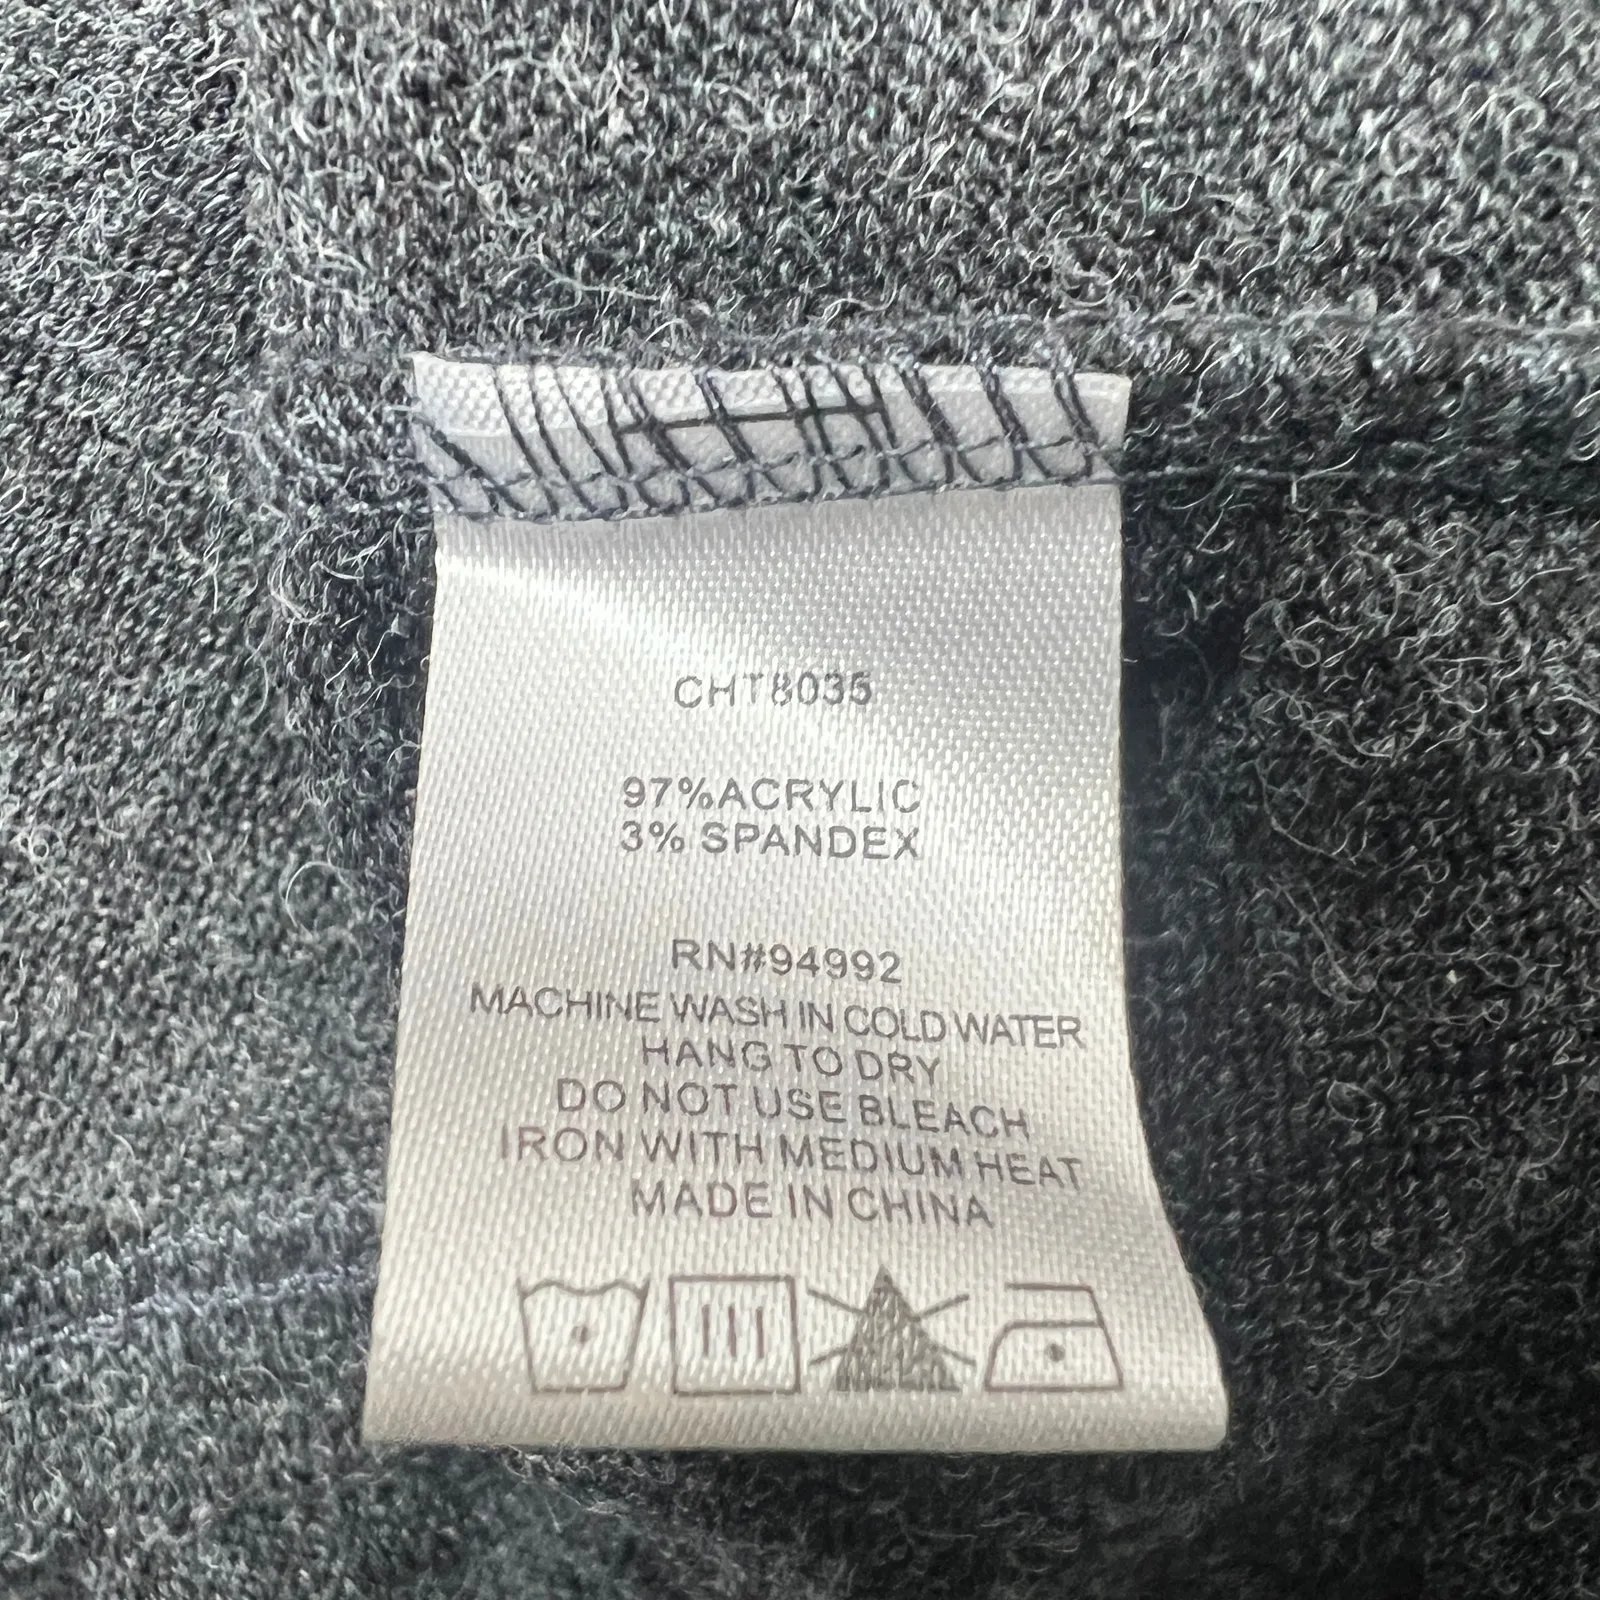 CHT8035
97%ACRYLIC
3% SPANDEX
RN#94992
MACHINE WASH IN COLD WATER
HANG TO DRY
DO NOT USE BLEACH
IRON WITH MEDIUM HEAT
MADE IN CHINA